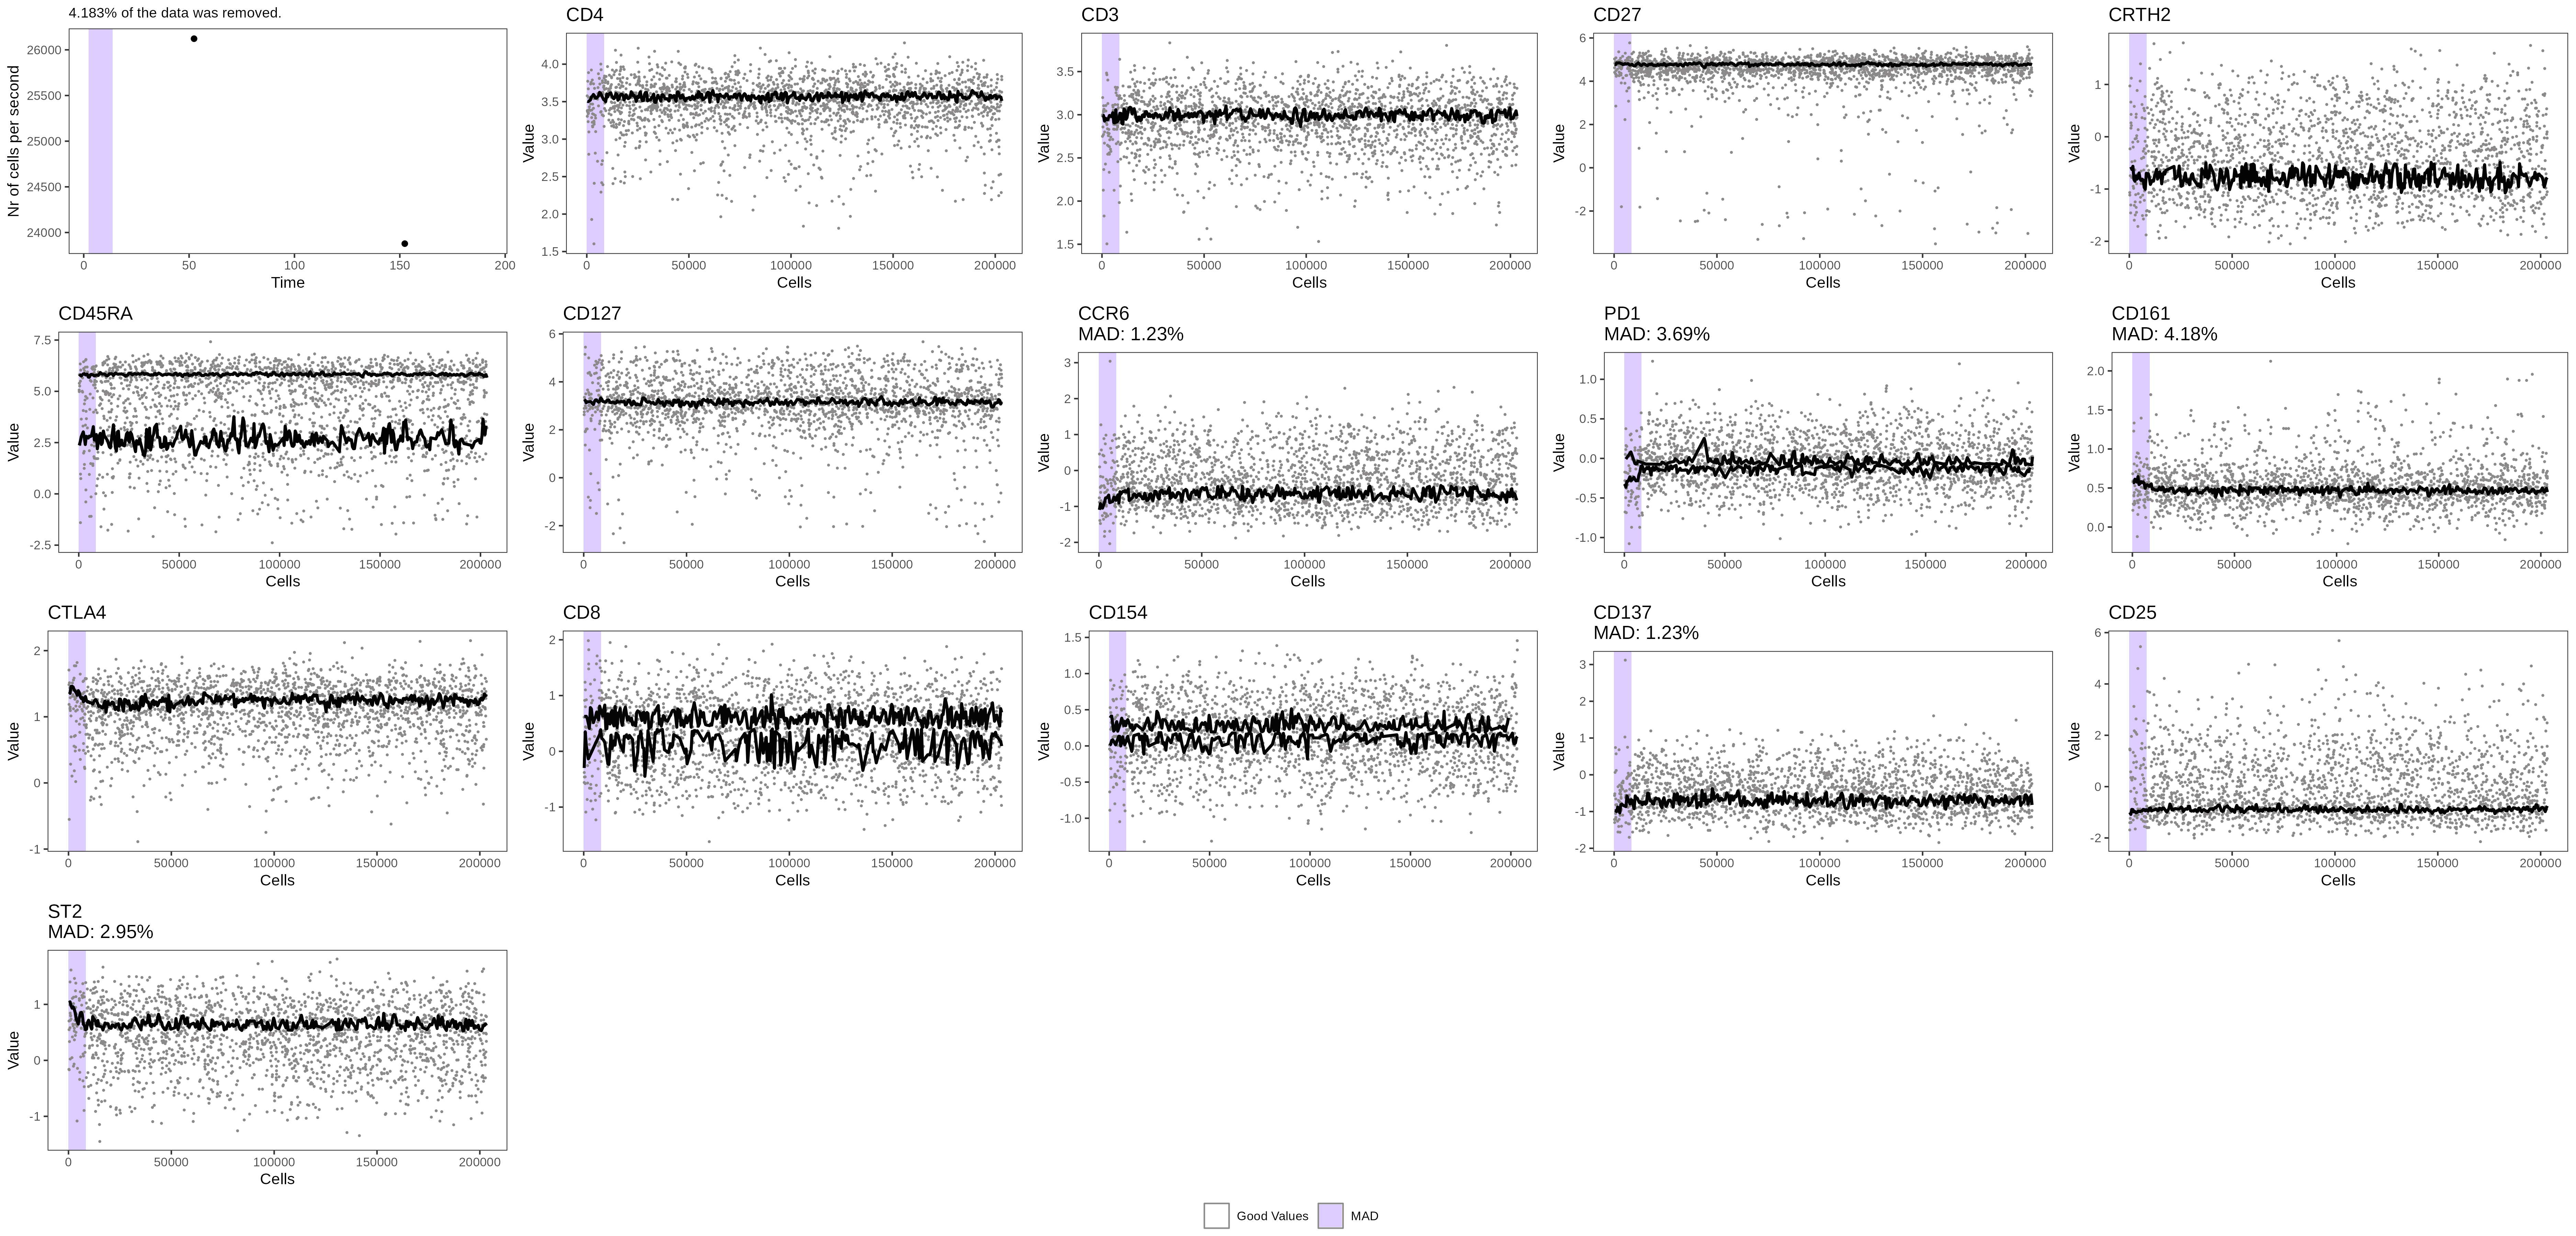 4.183% of the data was removed.
Nr of cells per second
26000
25500
25000
24500
24000
0 50 100 150 200
Time
CD4
Value
4.0
3.5
3.0
2.5
2.0
1.5
0 50000 100000 150000 200000
Cells
CD3
Value
3.5
3.0
2.5
2.0
1.5
0 50000 100000 150000 200000
Cells
CD27
Value
6
4
2
0
-2
0 50000 100000 150000 200000
Cells
CRTH2
Value
1
0
-1
-2
0 50000 100000 150000 200000
Cells
CD45RA
Value
7.5
5.0
2.5
0.0
-2.5
0 50000 100000 150000 200000
Cells
CD127
Value
6
4
2
0
-2
0 50000 100000 150000 200000
Cells
CCR6
MAD: 1.23%
Value
3
2
1
0
-1
-2
0 50000 100000 150000 200000
Cells
PD1
MAD: 3.69%
Value
1.0
0.5
0.0
-0.5
-1.0
0 50000 100000 150000 200000
Cells
CD161
MAD: 4.18%
Value
2.0
1.5
1.0
0.5
0.0
0 50000 100000 150000 200000
Cells
CTLA4
Value
2
1
0
-1
0 50000 100000 150000 200000
Cells
CD8
Value
2
1
0
-1
0 50000 100000 150000 200000
Cells
CD154
Value
1.5
1.0
0.5
0.0
-0.5
-1.0
0 50000 100000 150000 200000
Cells
CD137
MAD: 1.23%
Value
3
2
1
0
-1
-2
0 50000 100000 150000 200000
Cells
CD25
Value
6
4
2
0
-2
0 50000 100000 150000 200000
Cells
ST2
MAD: 2.95%
Value
1
0
-1
0 50000 100000 150000 200000
Cells
Good Values MAD